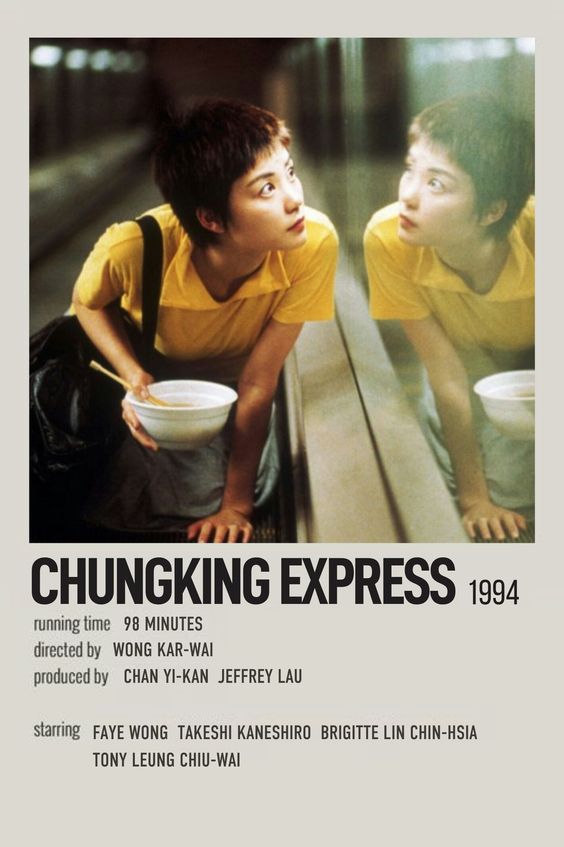 CHUNGKING EXPRESS 1994
running time 98 MINUTES
directed by WONG KAR-WAI
produced by CHAN YI-KAN JEFFREY LAU
starring FAYE WONG TAKESHI KANESHIRO BRIGITTE LIN CHIN-HSIA
TONY LEUNG CHIU-WAI